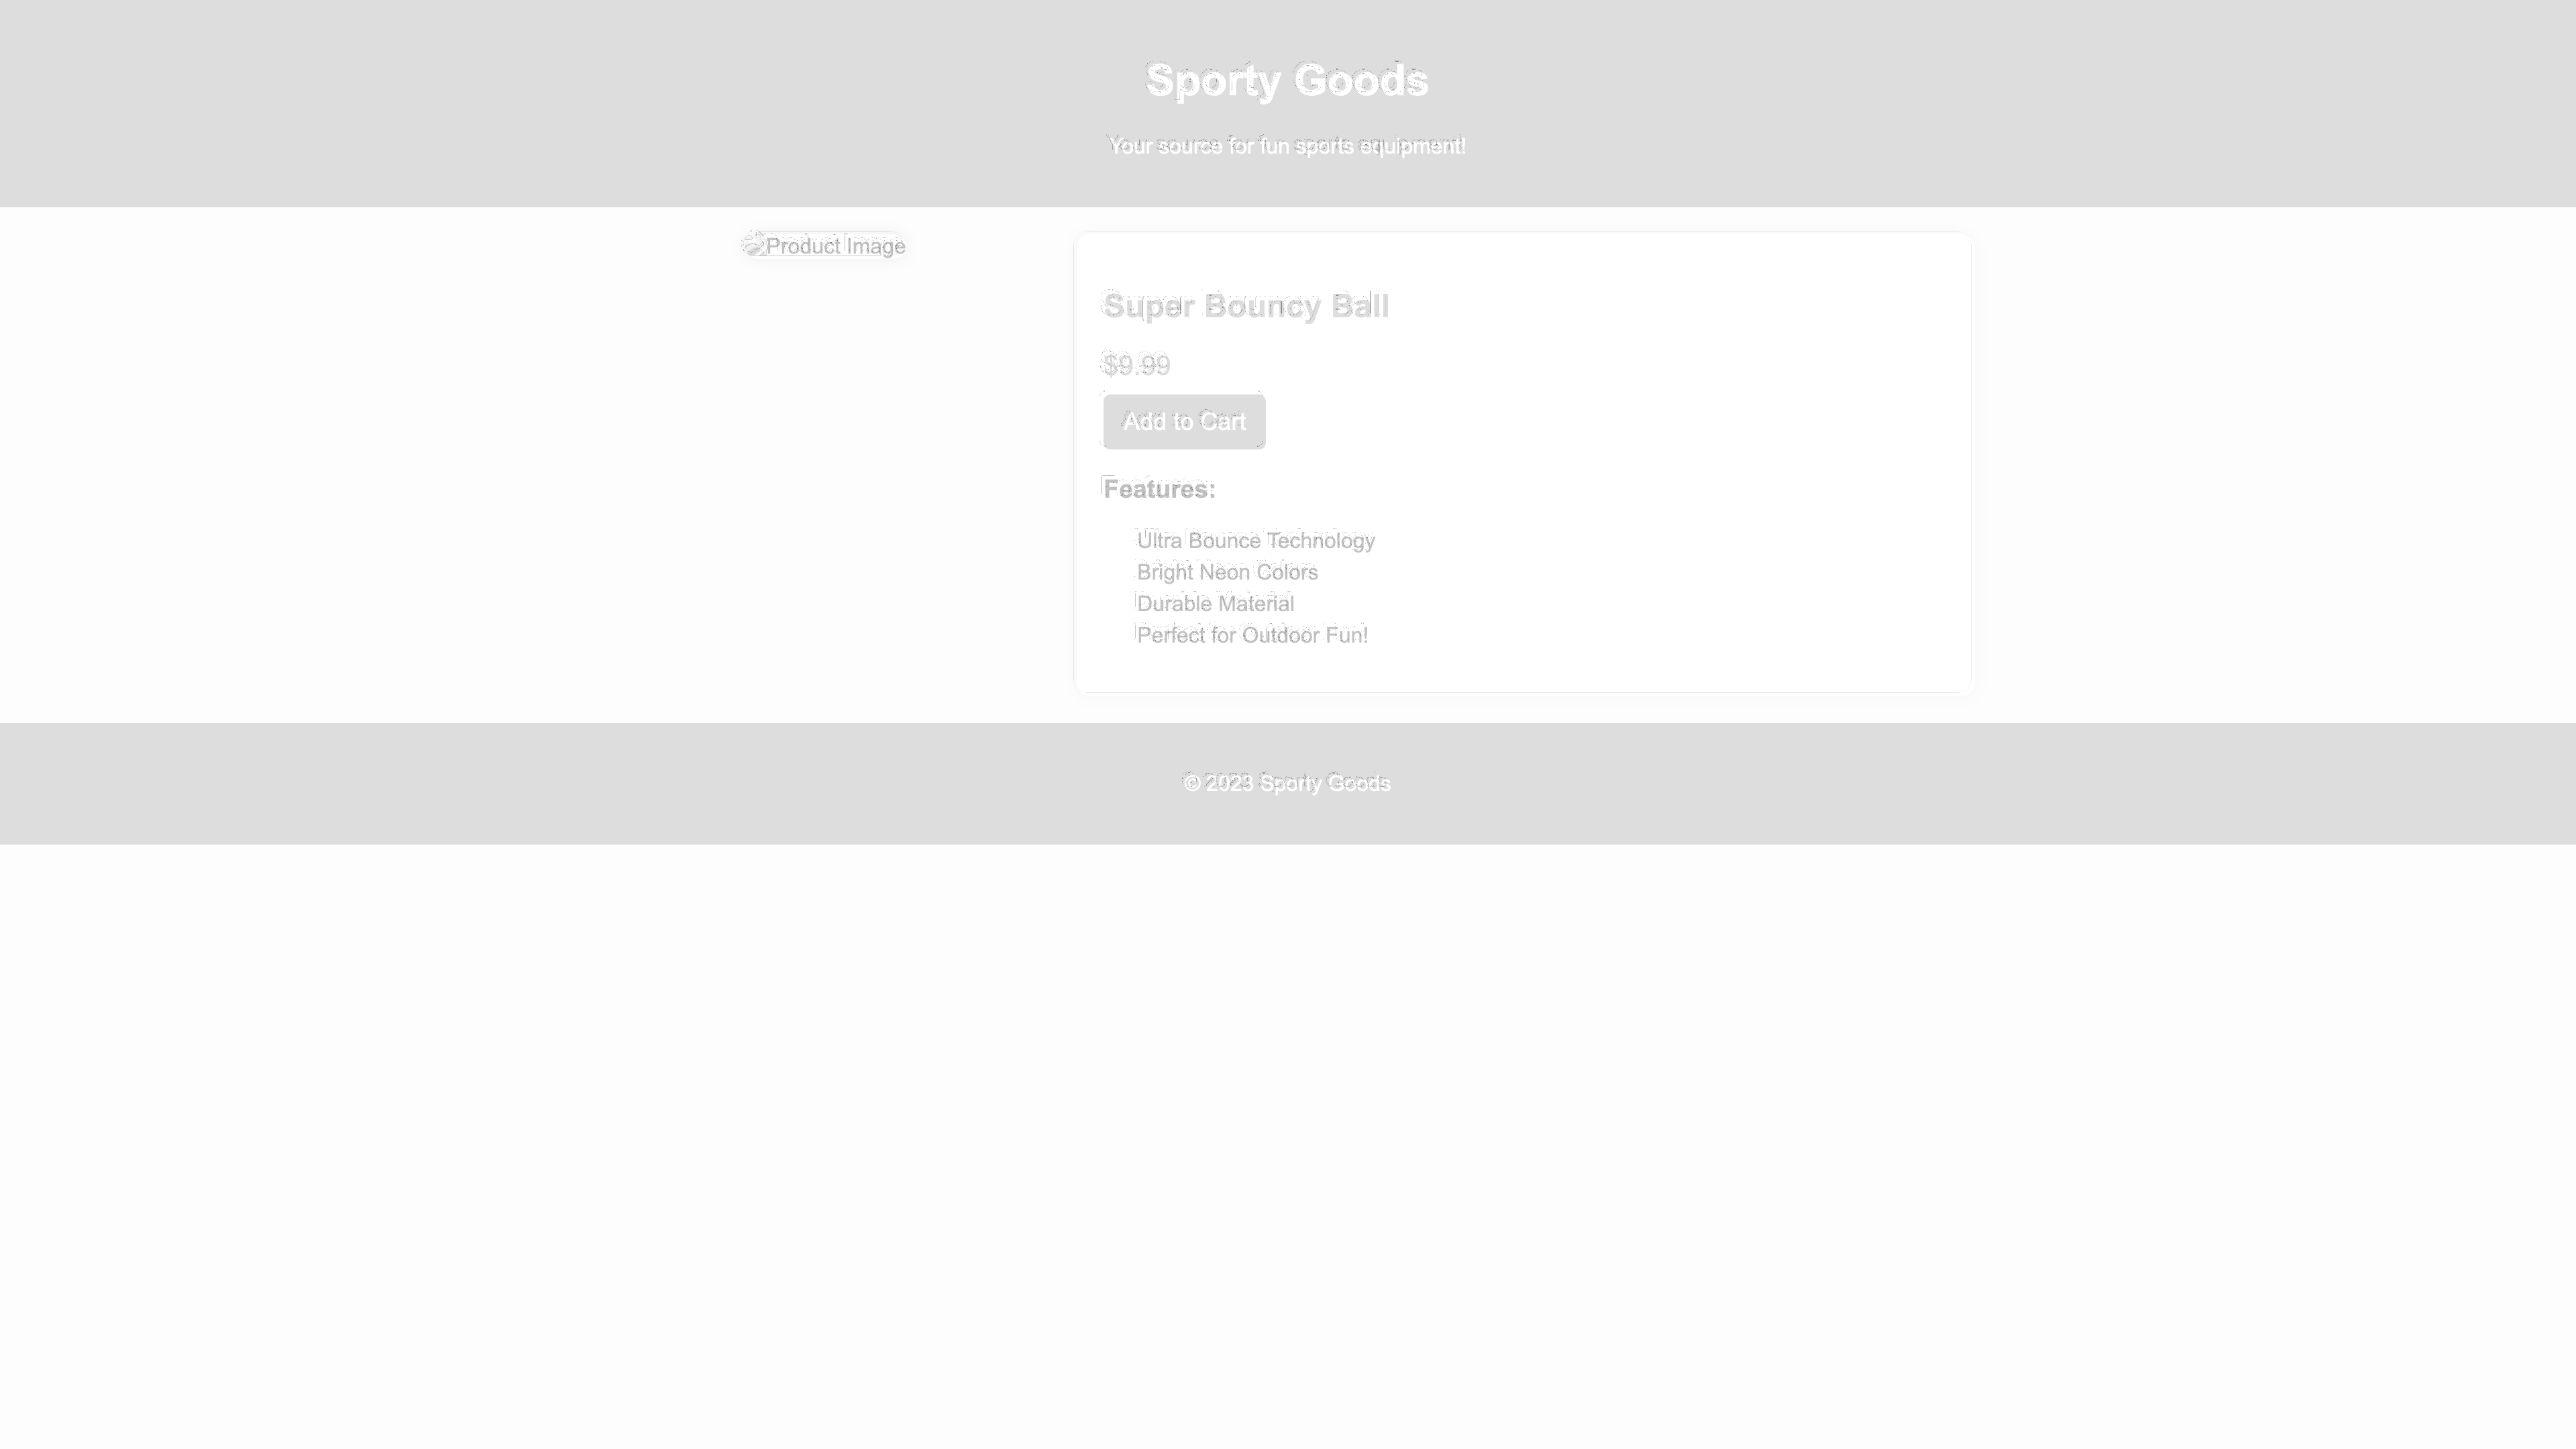 Sporty Goods
Your source for fun sports equipment!
Product Image
Super Bouncy Ball
$9.99
Add to Cart
Features:
Ultra Bounce Technology
Bright Neon Colors
Durable Material
Perfect for Outdoor Fun!
© 2023 Sporty Goods